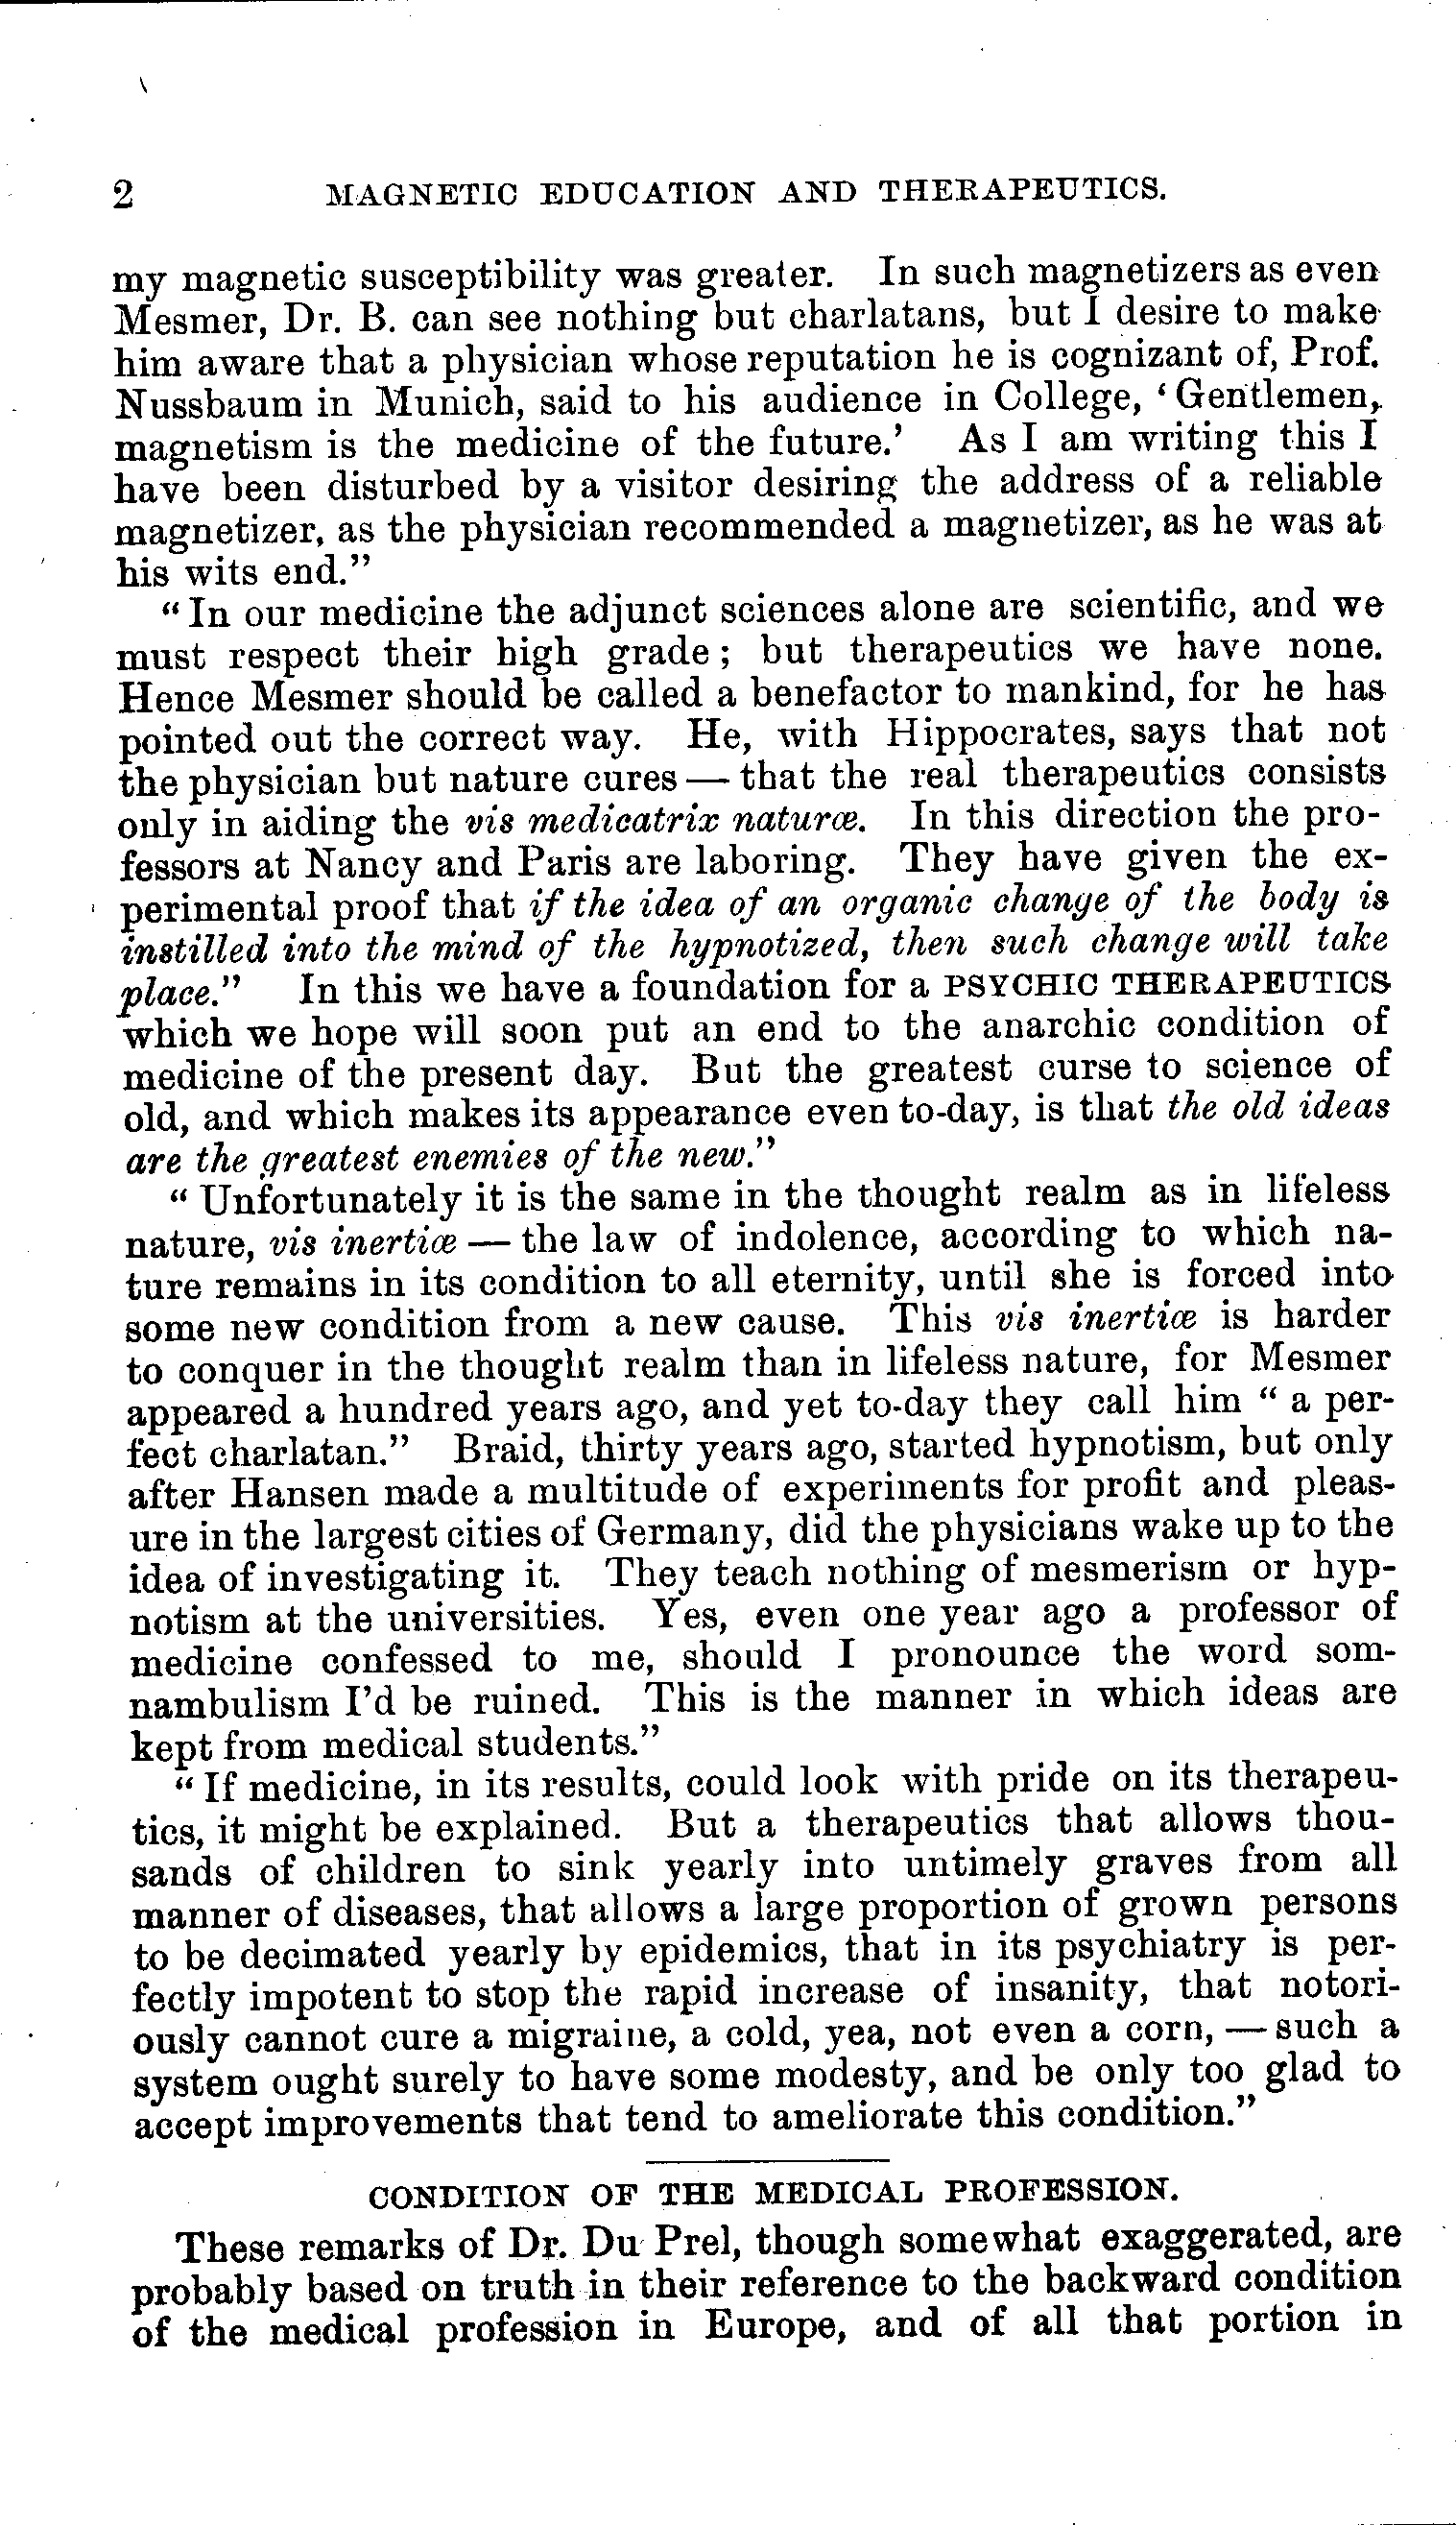 2 MAGNETIC EDUCATION AND THERAPEUTICS.
my magnetic susceptibility was greater. In such magnetizers as even
Mesmer, Dr. B. can see nothing but charlatans, but I desire to make
him aware that a physician whose reputation he is cognizant of, Prof.
Nussbaum in Munich, said to his audience in College, ‘Gentlemen,
magnetism is the medicine of the future.’ As I am writing this I
have been disturbed by a visitor desiring the address of a reliable
magnetizer, as the physician recommended a magnetizer, as he was at
his wits end.”
“In our medicine the adjunct sciences alone are scientific, and we
must respect their high grade; but therapeutics we have none.
Hence Mesmer should be called a benefactor to mankind, for he has
pointed out the correct way. He, with Hippocrates, says that not
the physician but nature cures — that the real therapeutics consists
only in aiding the vis medicatrix naturæ. In this direction the pro-
fessors at Nancy and Paris are laboring. They have given the ex-
perimental proof that if the idea of an organic change of the body is
instilled into the mind of the hypnotized, then such change will take
place.” In this we have a foundation for a PSYCHIC THERAPEUTICS
which we hope will soon put an end to the anarchic condition of
medicine of the present day. But the greatest curse to science of
old, and which makes its appearance even to-day, is that the old ideas
are the greatest enemies of the new.”
“Unfortunately it is the same in the thought realm as in lifeless
nature, vis inertiæ — the law of indolence, according to which na-
ture remains in its condition to all eternity, until she is forced into
some new condition from a new cause. This vis inertiæ is harder
to conquer in the thought realm than in lifeless nature, for Mesmer
appeared a hundred years ago, and yet to-day they call him “a per-
fect charlatan.” Braid, thirty years ago, started hypnotism, but only
after Hansen made a multitude of experiments for profit and pleas-
ure in the largest cities of Germany, did the physicians wake up to the
idea of investigating it. They teach nothing of mesmerism or hyp-
notism at the universities. Yes, even one year ago a professor of
medicine confessed to me, should I pronounce the word som-
nambulism I’d be ruined. This is the manner in which ideas are
kept from medical students.”
“If medicine, in its results, could look with pride on its therapeu-
tics, it might be explained. But a therapeutics that allows thou-
sands of children to sink yearly into untimely graves from all
manner of diseases, that allows a large proportion of grown persons
to be decimated yearly by epidemics, that in its psychiatry is per-
fectly impotent to stop the rapid increase of insanity, that notori-
ously cannot cure a migraine, a cold, yea, not even a corn, — such a
system ought surely to have some modesty, and be only too glad to
accept improvements that tend to ameliorate this condition.”
CONDITION OF THE MEDICAL PROFESSION.
These remarks of Dr. Du Prel, though somewhat exaggerated, are
probably based on truth in their reference to the backward condition
of the medical profession in Europe, and of all that portion in